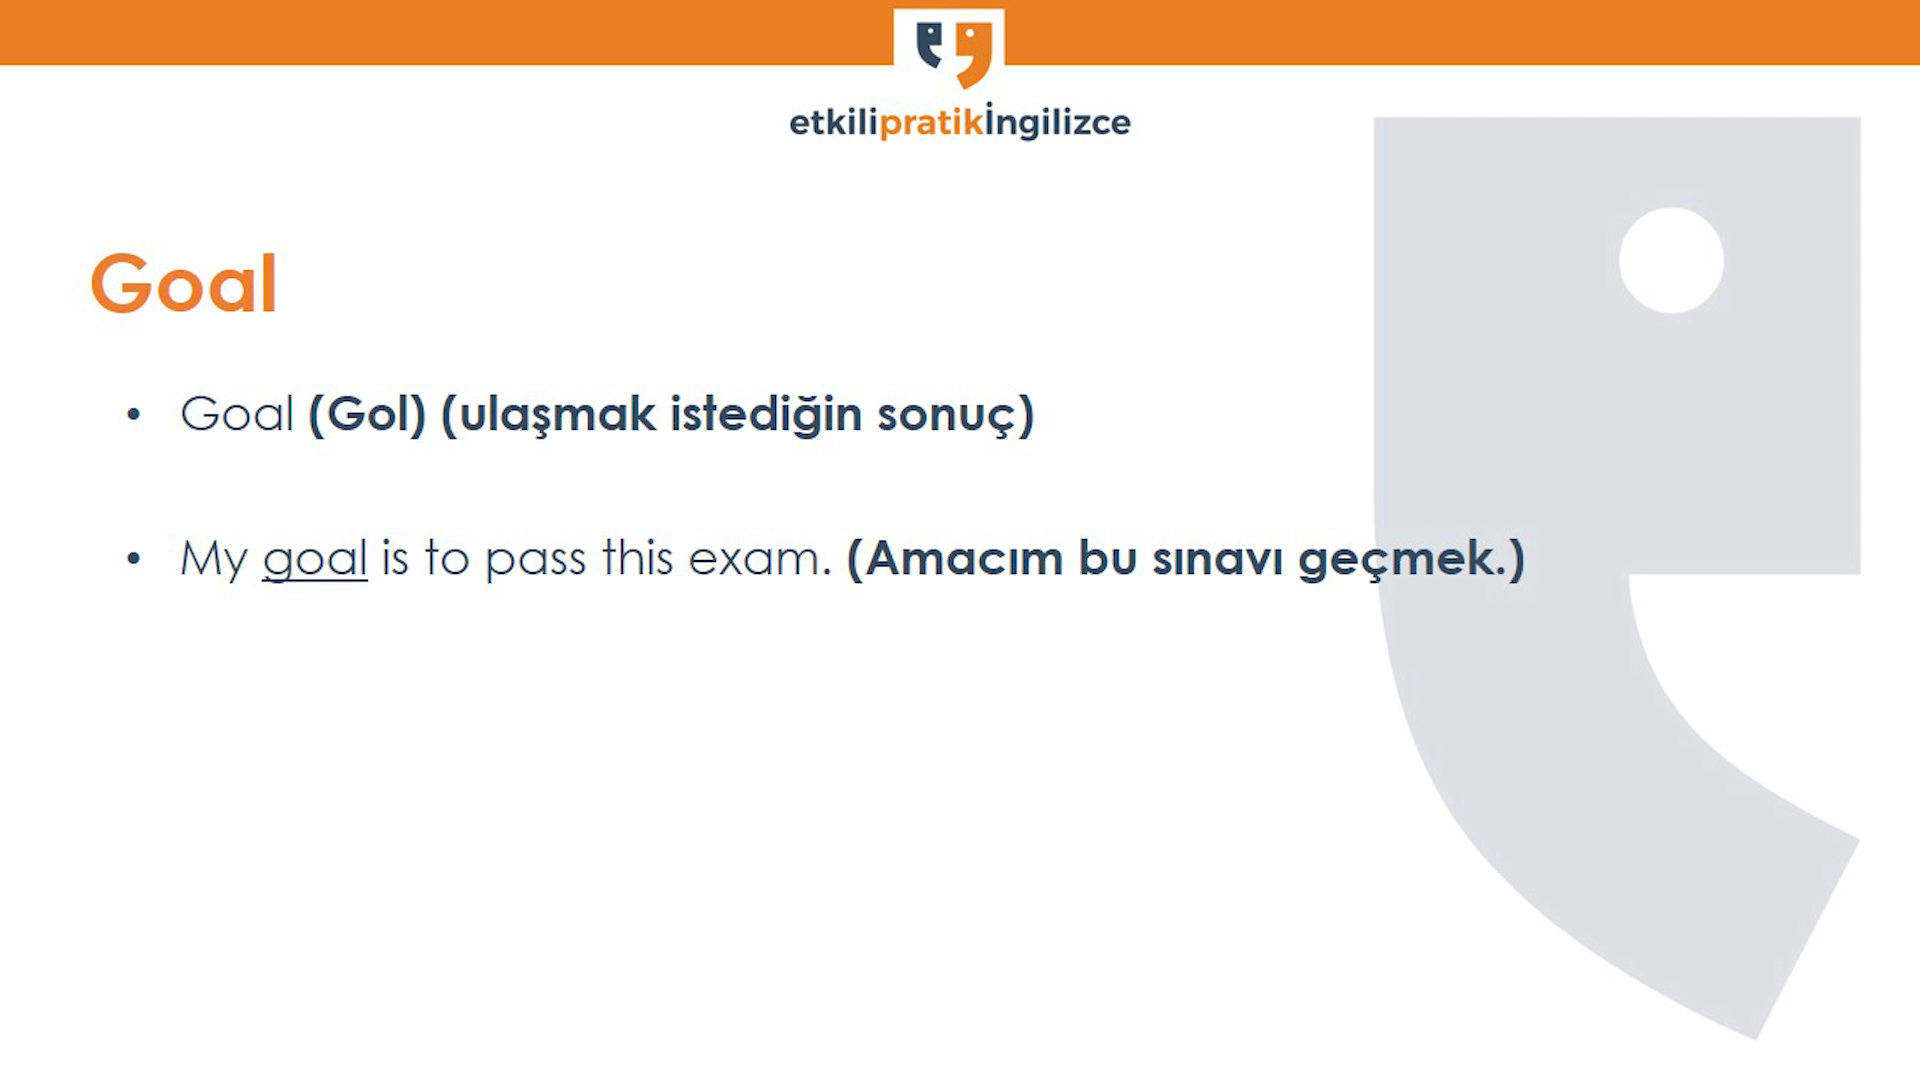 etkilipratikİngilizce
Goal
• Goal (Gol) (ulaşmak istediğin sonuç)
• My goal is to pass this exam. (Amacım bu sınavı geçmek.)